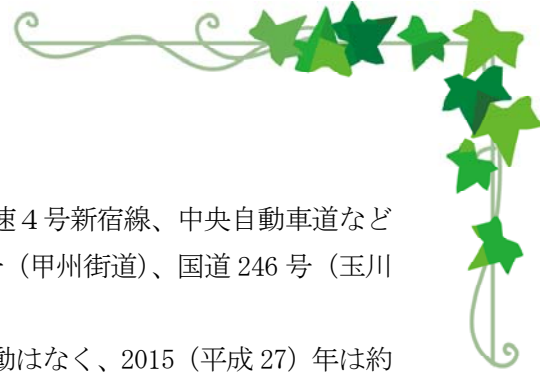 速４号新宿線、中央自動車道など
（甲州街道）、国道 246 号（玉川
動はなく、2015（平成 27）年は約